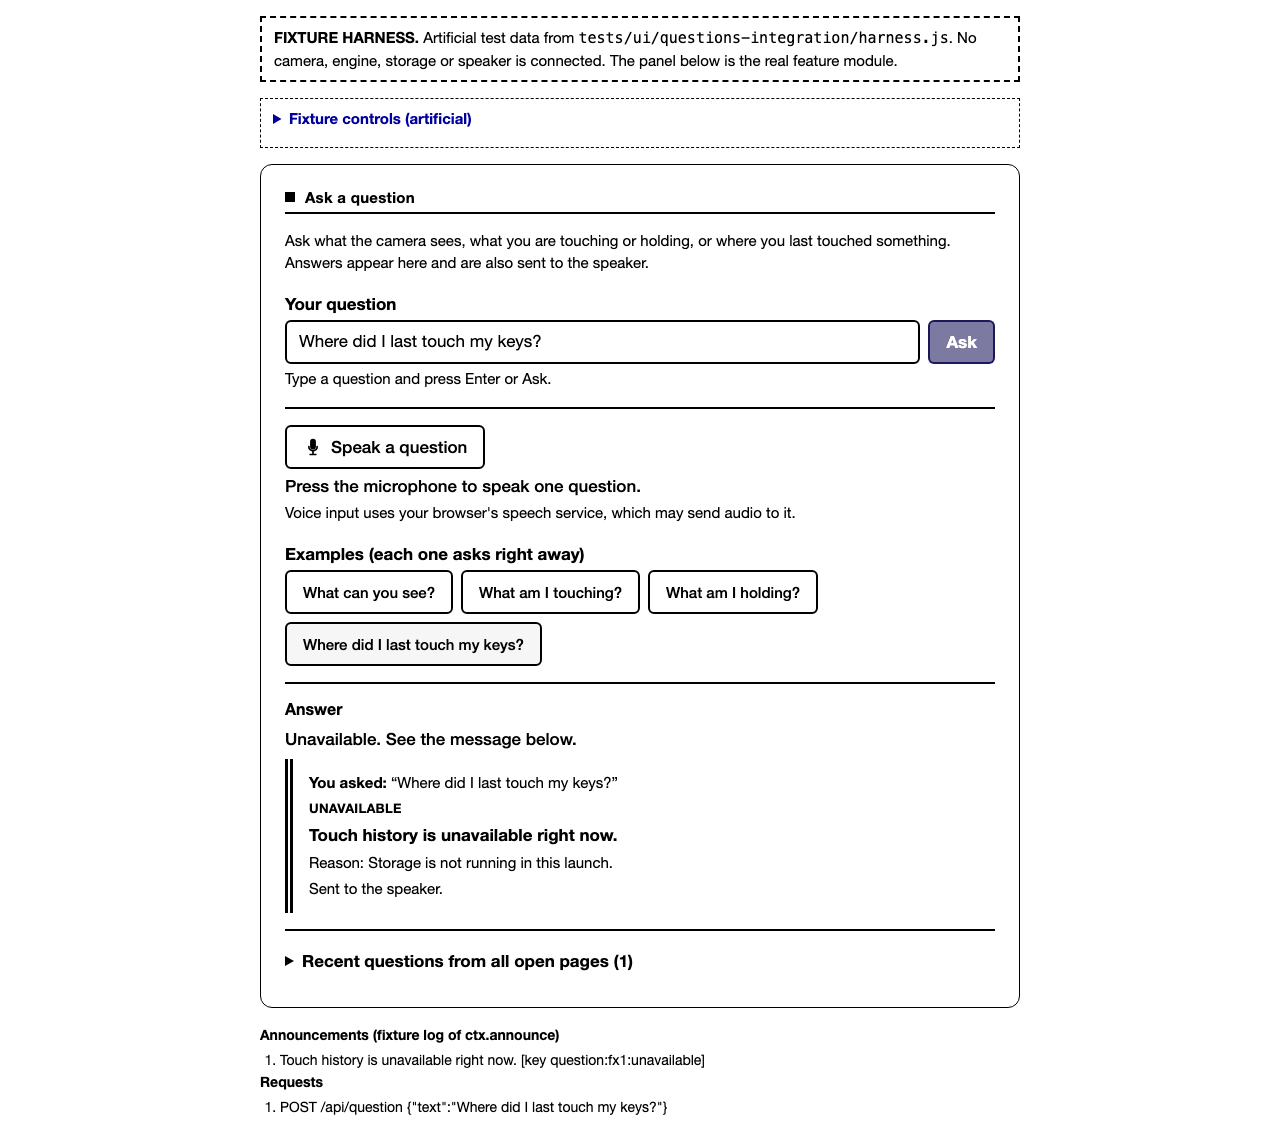 FIXTURE HARNESS. Artificial test data from tests/ui/questions-integration/harness.js. No
camera, engine, storage or speaker is connected. The panel below is the real feature module.
Fixture controls (artificial)
Ask a question
Ask what the camera sees, what you are touching or holding, or where you last touched something.
Answers appear here and are also sent to the speaker.
Your question
Where did I last touch my keys?
Ask
Type a question and press Enter or Ask.
Speak a question
Press the microphone to speak one question.
Voice input uses your browser's speech service, which may send audio to it.
Examples (each one asks right away)
What can you see?
What am I touching?
What am I holding?
Where did I last touch my keys?
Answer
Unavailable. See the message below.
You asked: “Where did I last touch my keys?”
UNAVAILABLE
Touch history is unavailable right now.
Reason: Storage is not running in this launch.
Sent to the speaker.
Recent questions from all open pages (1)
Announcements (fixture log of ctx.announce)
1. Touch history is unavailable right now. [key question:fx1:unavailable]
Requests
1. POST /api/question {"text":"Where did I last touch my keys?"}